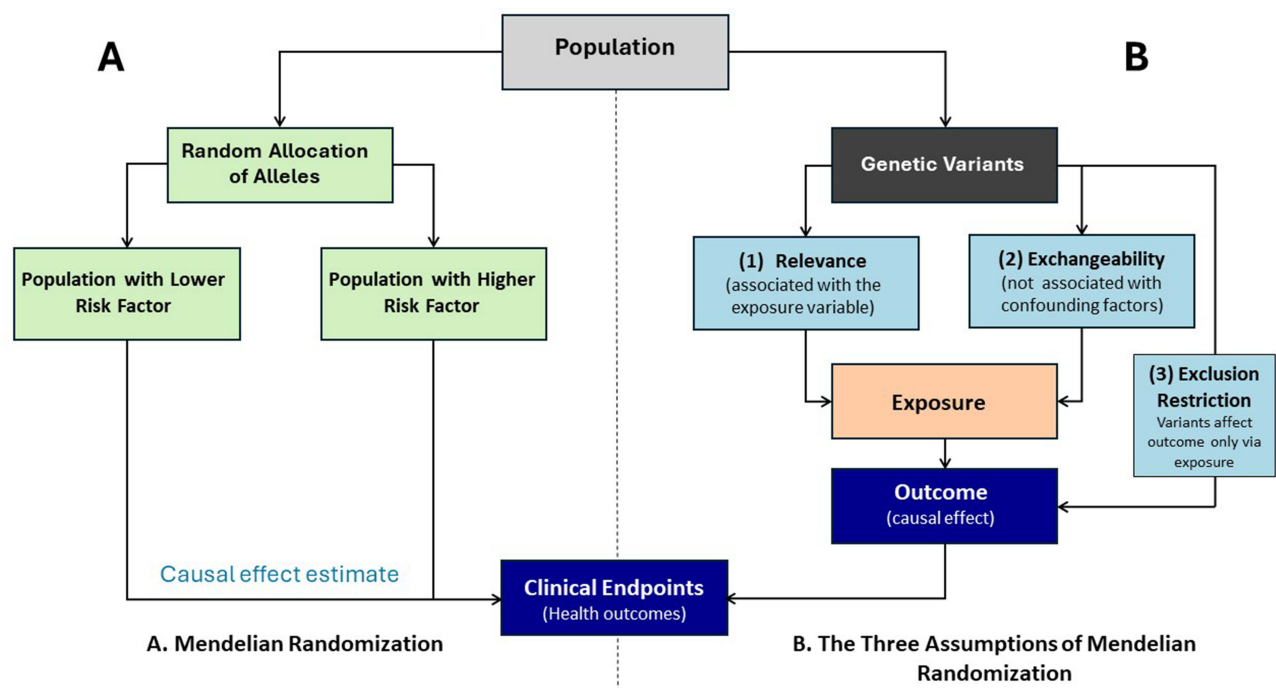 A
Population
B
Random Allocation
of Alleles
Genetic Variants
Population with Lower
Risk Factor
Population with Higher
Risk Factor
(1) Relevance
(associated with the
exposure variable)
(2) Exchangeability
(not associated with
confounding factors)
(3) Exclusion
Restriction
Variants affect
outcome only via
exposure
Exposure
Outcome
(causal effect)
Causal effect estimate
Clinical Endpoints
(Health outcomes)
A. Mendelian Randomization
B. The Three Assumptions of Mendelian
Randomization